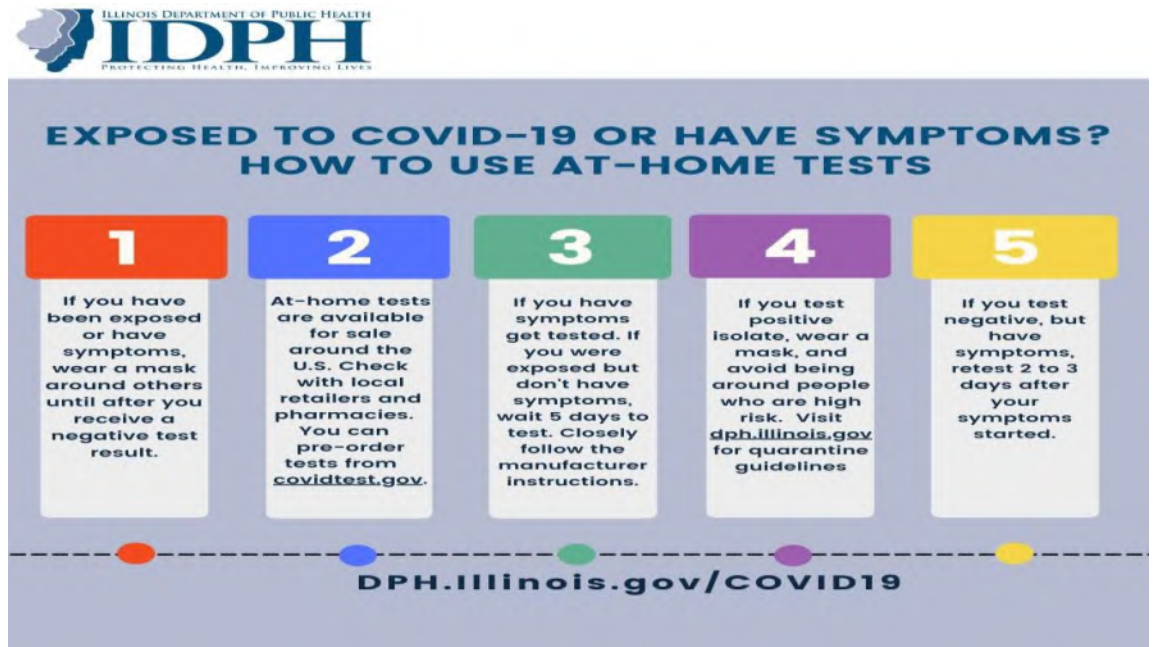 ILLINOIS DEPARTMENT OF PUBLIC HEALTH
IDPH
PROTECTING HEALTH, IMPROVING LIVES
EXPOSED TO COVID-19 OR HAVE SYMPTOMS?
HOW TO USE AT-HOME TESTS
1
If you have
been exposed
or have
symptoms,
wear a mask
around others
until after you
receive a
negative test
result.
2
At-home tests
are available
for sale
around the
U.S. Check
with local
retailers and
pharmacies.
You can
pre-order
tests from
covidtest.gov.
3
If you have
symptoms
get tested. If
you were
exposed but
don't have
symptoms,
wait 5 days to
test. Closely
follow the
manufacturer
instructions.
4
If you test
positive
isolate, wear a
mask, and
avoid being
around people
who are high
risk. Visit
dph.illinois.gov
for quarantine
guidelines
5
If you test
negative, but
have
symptoms,
retest 2 to 3
days after
your
symptoms
started.
DPH.Illinois.gov/COVID19